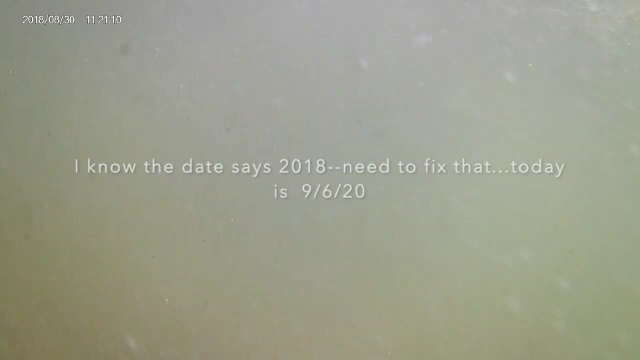 2018/08/30 11:21:10
I know the date says 2018--need to fix that...today
is 9/6/20